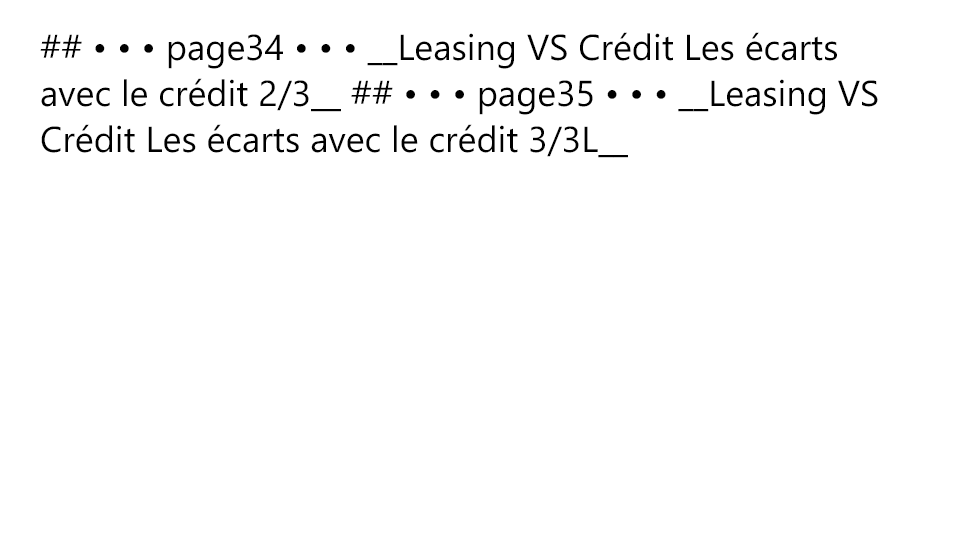 ## • • • page34 • • • __Leasing VS Crédit Les écarts
avec le crédit 2/3__ ## • • • page35 • • • __Leasing VS
Crédit Les écarts avec le crédit 3/3L__